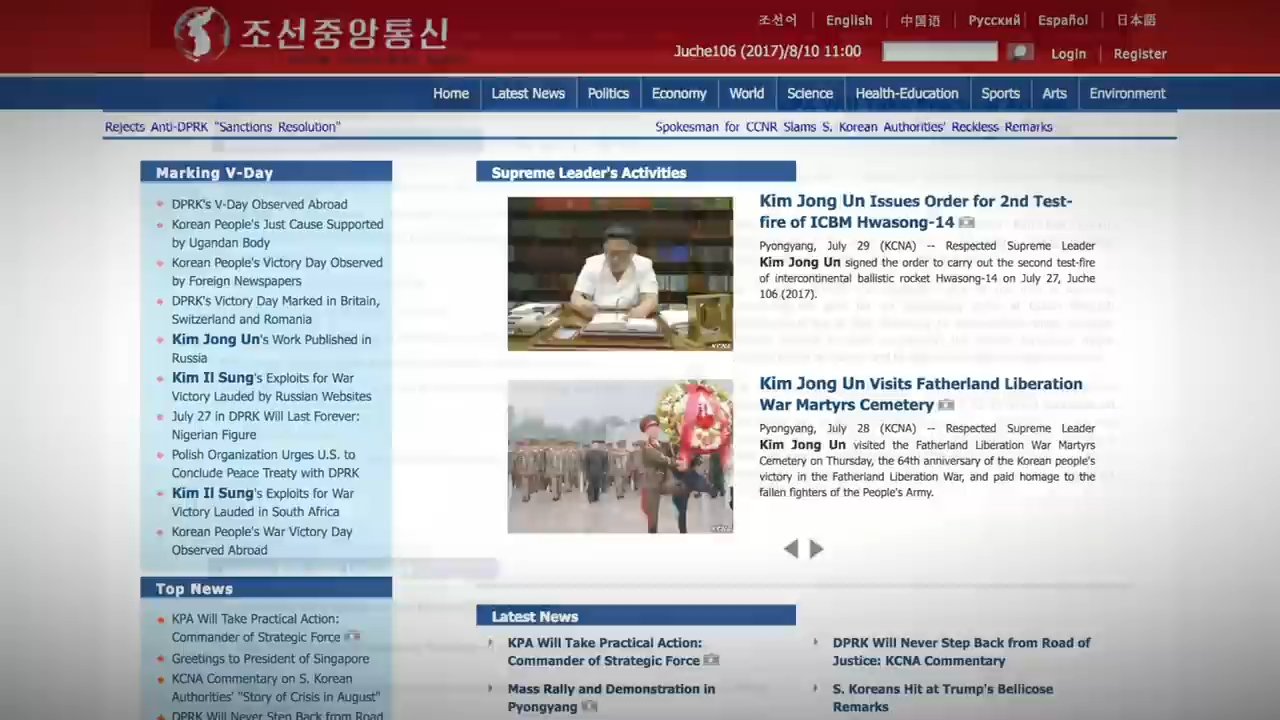 조선중앙통신
조선어 English 中国语 Русский Español 日本語
Juche106 (2017)/8/10 11:00
Login Register
Home Latest News Politics Economy World Science Health-Education Sports Arts Environment
Rejects Anti-DPRK "Sanctions Resolution"
Spokesman for CCNR Slams S. Korean Authorities' Reckless Remarks
Marking V-Day
DPRK's V-Day Observed Abroad
Korean People's Just Cause Supported
by Ugandan Body
Korean People's Victory Day Observed
by Foreign Newspapers
DPRK's Victory Day Marked in Britain,
Switzerland and Romania
Kim Jong Un's Work Published in
Russia
Kim Il Sung's Exploits for War
Victory Lauded by Russian Websites
July 27 in DPRK Will Last Forever:
Nigerian Figure
Polish Organization Urges U.S. to
Conclude Peace Treaty with DPRK
Kim Il Sung's Exploits for War
Victory Lauded in South Africa
Korean People's War Victory Day
Observed Abroad
Top News
KPA Will Take Practical Action:
Commander of Strategic Force
Greetings to President of Singapore
KCNA Commentary on S. Korean
Authorities' "Story of Crisis in August"
DPRK Will Never Step Back from Road
Supreme Leader's Activities
KCNA
Kim Jong Un Issues Order for 2nd Test-
fire of ICBM Hwasong-14
Pyongyang, July 29 (KCNA) -- Respected Supreme Leader
Kim Jong Un signed the order to carry out the second test-fire
of intercontinental ballistic rocket Hwasong-14 on July 27, Juche
106 (2017).
KCNA
Kim Jong Un Visits Fatherland Liberation
War Martyrs Cemetery
Pyongyang, July 28 (KCNA) -- Respected Supreme Leader
Kim Jong Un visited the Fatherland Liberation War Martyrs
Cemetery on Thursday, the 64th anniversary of the Korean people's
victory in the Fatherland Liberation War, and paid homage to the
fallen fighters of the People's Army.
Latest News
KPA Will Take Practical Action:
Commander of Strategic Force
Mass Rally and Demonstration in
Pyongyang
DPRK Will Never Step Back from Road of
Justice: KCNA Commentary
S. Koreans Hit at Trump's Bellicose
Remarks